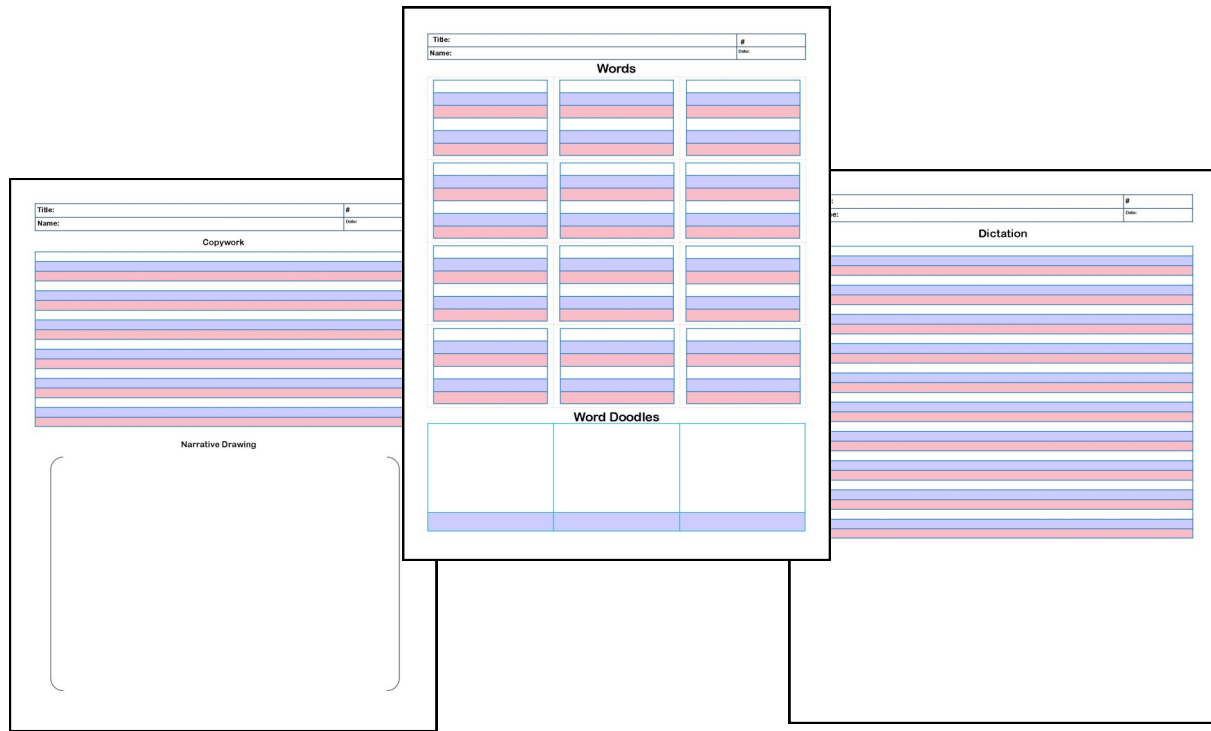 Title: #
Name: Date:
Copywork
Narrative Drawing
Title: #
Name: Date:
Words
Word Doodles
: #
e: Date:
Dictation